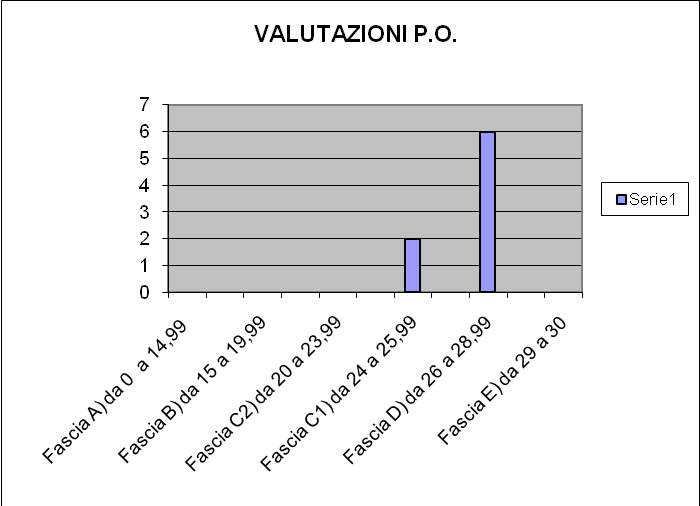 VALUTAZIONI P.O.
7
6
5
4
3
2
1
0
Serie1
Fascia A) da 0 a 14,99
Fascia B) da 15 a 19,99
Fascia C2) da 20 a 23,99
Fascia C1) da 24 a 25,99
Fascia D) da 26 a 28,99
Fascia E) da 29 a 30